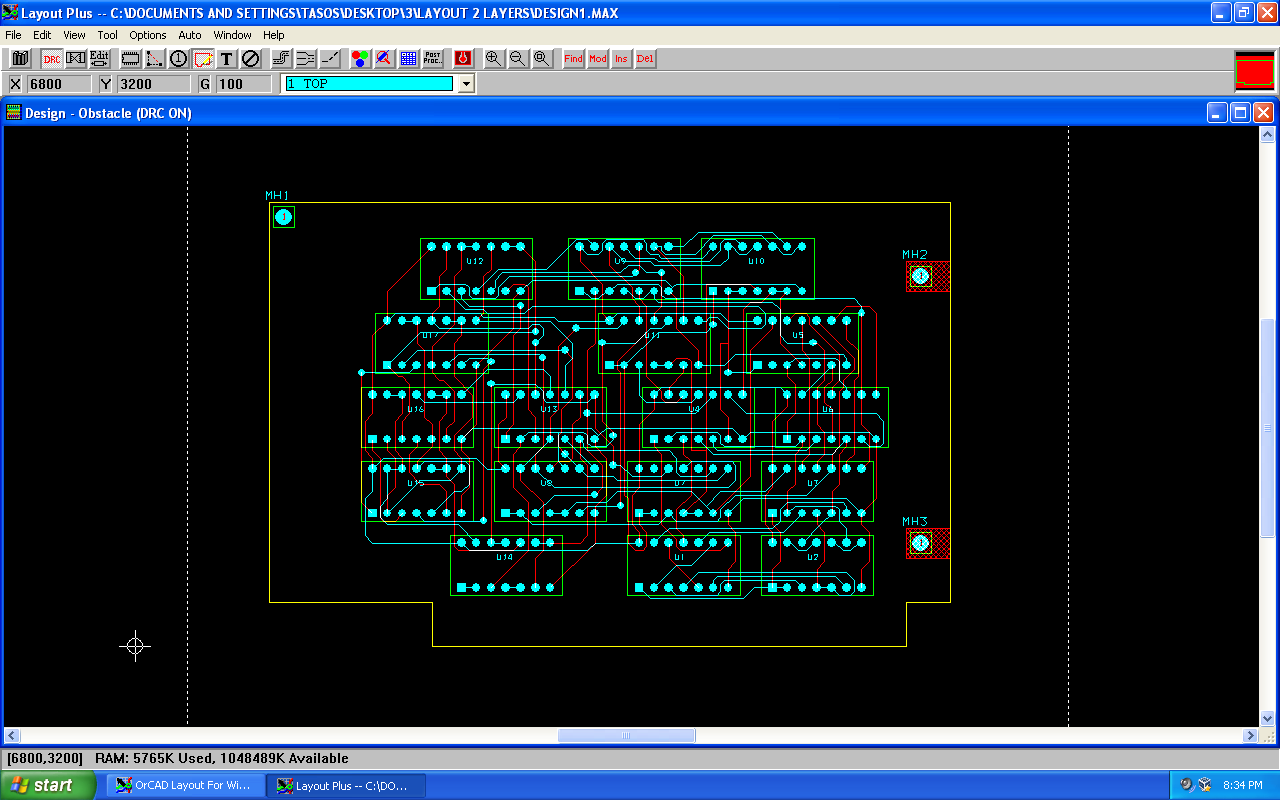 Layout Plus -- C:\DOCUMENTS AND SETTINGS\TASOS\DESKTOP\3\LAYOUT 2 LAYERS\DESIGN1.MAX
File Edit View Tool Options Auto Window Help
DRC Edit 1 T POST PROC.. Find Mod Ins Del
X 6800 Y 3200 G 100 1 TOP
Design - Obstacle (DRC ON)
MH1
1
U12 U9 U10
MH2
1
U17 U11 U5
U16 U13 U4 U6
U15 U8 U7 U3
MH3
1
U14 U1 U2
[6800,3200] RAM: 5765K Used, 1048489K Available
start OrCAD Layout For Wi... Layout Plus -- C:\DO... 8:34 PM